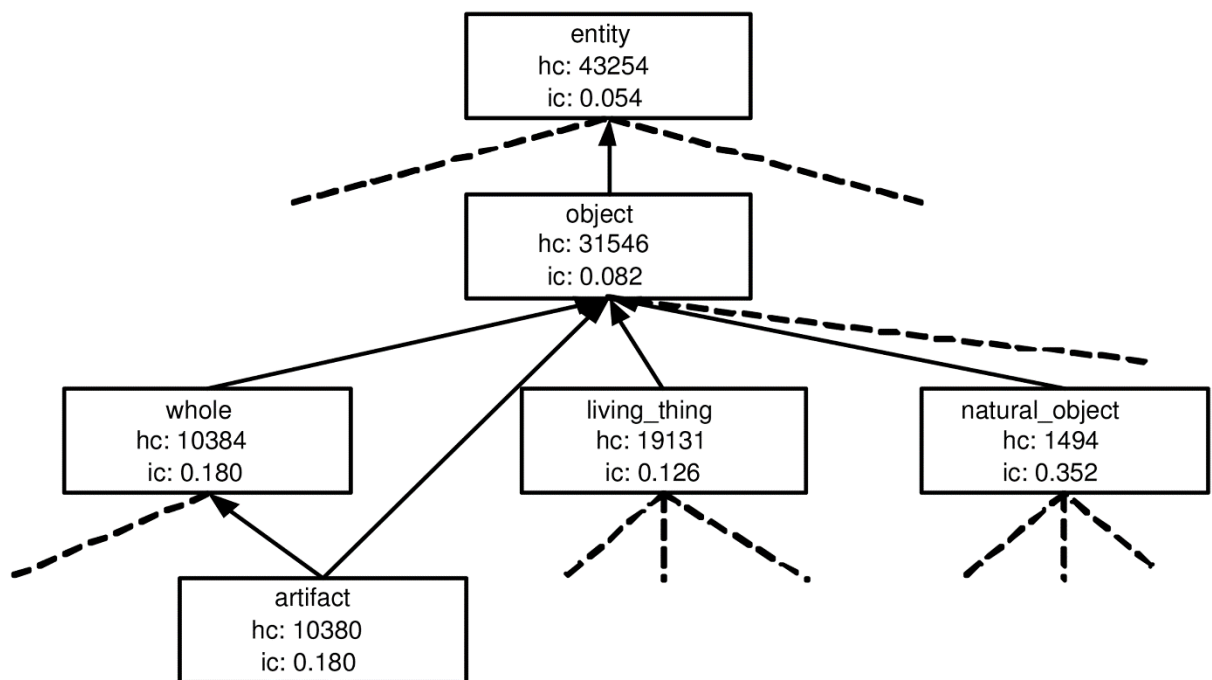 entity
hc: 43254
ic: 0.054
object
hc: 31546
ic: 0.082
whole
hc: 10384
ic: 0.180
living_thing
hc: 19131
ic: 0.126
natural_object
hc: 1494
ic: 0.352
artifact
hc: 10380
ic: 0.180